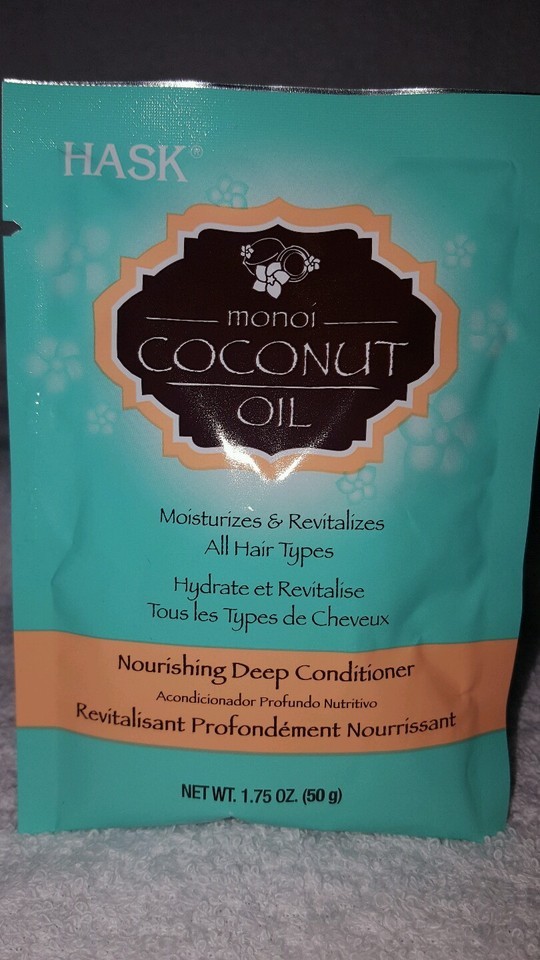 HASK®
monoi
COCONUT
OIL
Moisturizes & Revitalizes
All Hair Types
Hydrate et Revitalise
Tous les Types de Cheveux
Nourishing Deep Conditioner
Acondicionador Profundo Nutritivo
Revitalisant Profondément Nourrissant
NET WT. 1.75 OZ. (50 g)